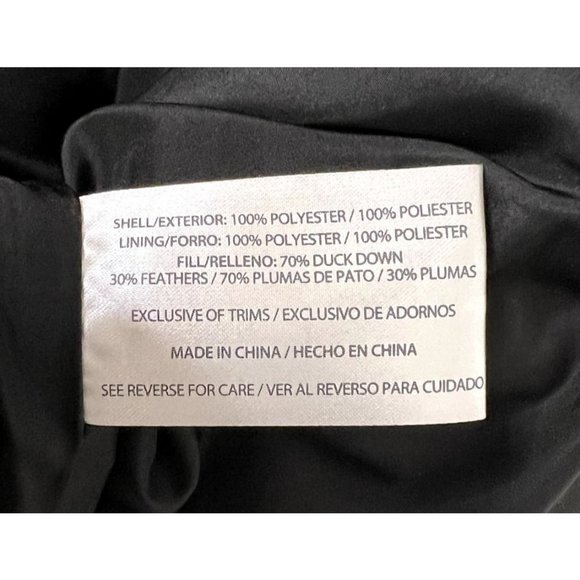 SHELL/EXTERIOR: 100% POLYESTER / 100% POLIESTER
LINING/FORRO: 100% POLYESTER / 100% POLIESTER
FILL/RELLENO: 70% DUCK DOWN
30% FEATHERS / 70% PLUMAS DE PATO / 30% PLUMAS
EXCLUSIVE OF TRIMS / EXCLUSIVO DE ADORNOS
MADE IN CHINA / HECHO EN CHINA
SEE REVERSE FOR CARE / VER AL REVERSO PARA CUIDADO